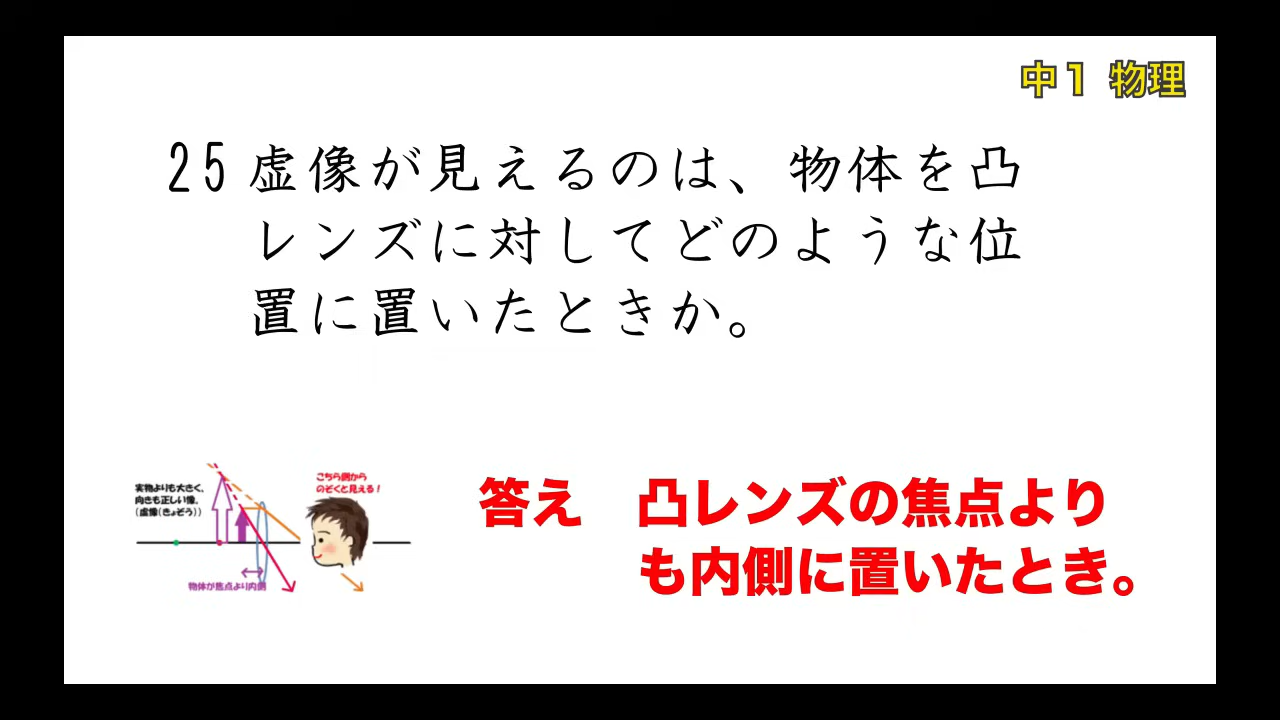 中１ 物理
25 虚像が見えるのは、物体を凸
レンズに対してどのような位
置に置いたときか。
実物よりも大きく、
向きも正しい像。
（虚像（きょぞう））
こちら側から
のぞくと見える！
物体が焦点より内側
答え　凸レンズの焦点より
も内側に置いたとき。